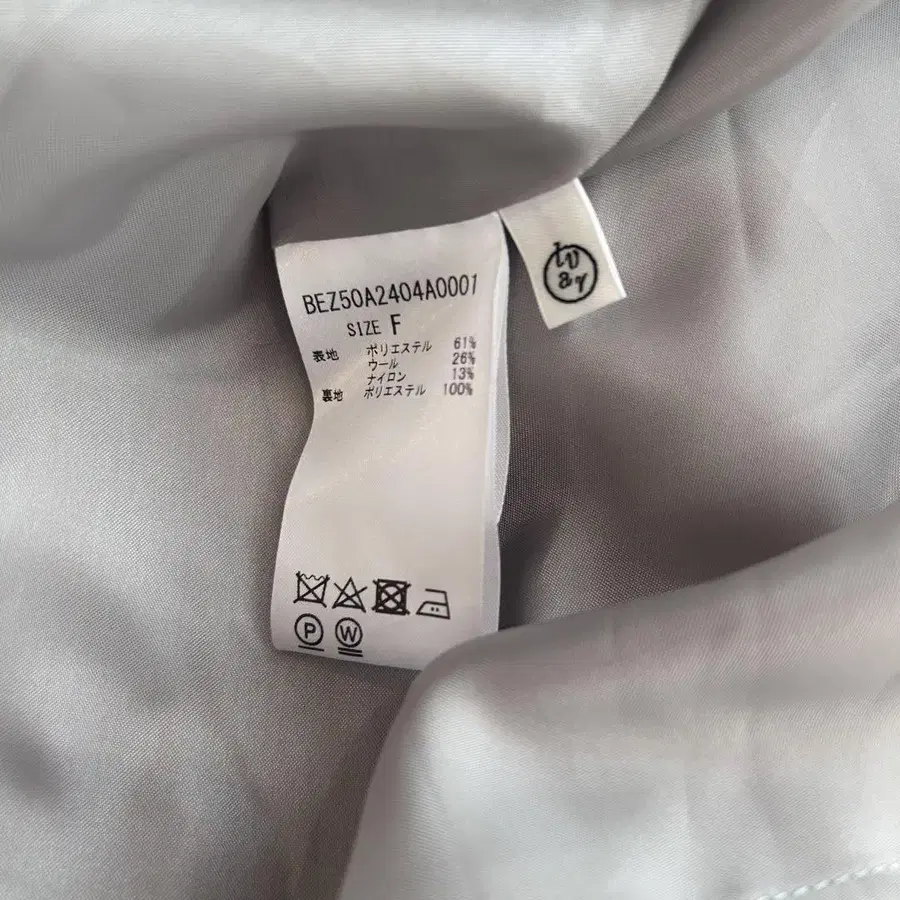 BEZ50A2404A0001
SIZE F
表地 ポリエステル 61%
ウール 26%
ナイロン 13%
裏地 ポリエステル 100%
P W